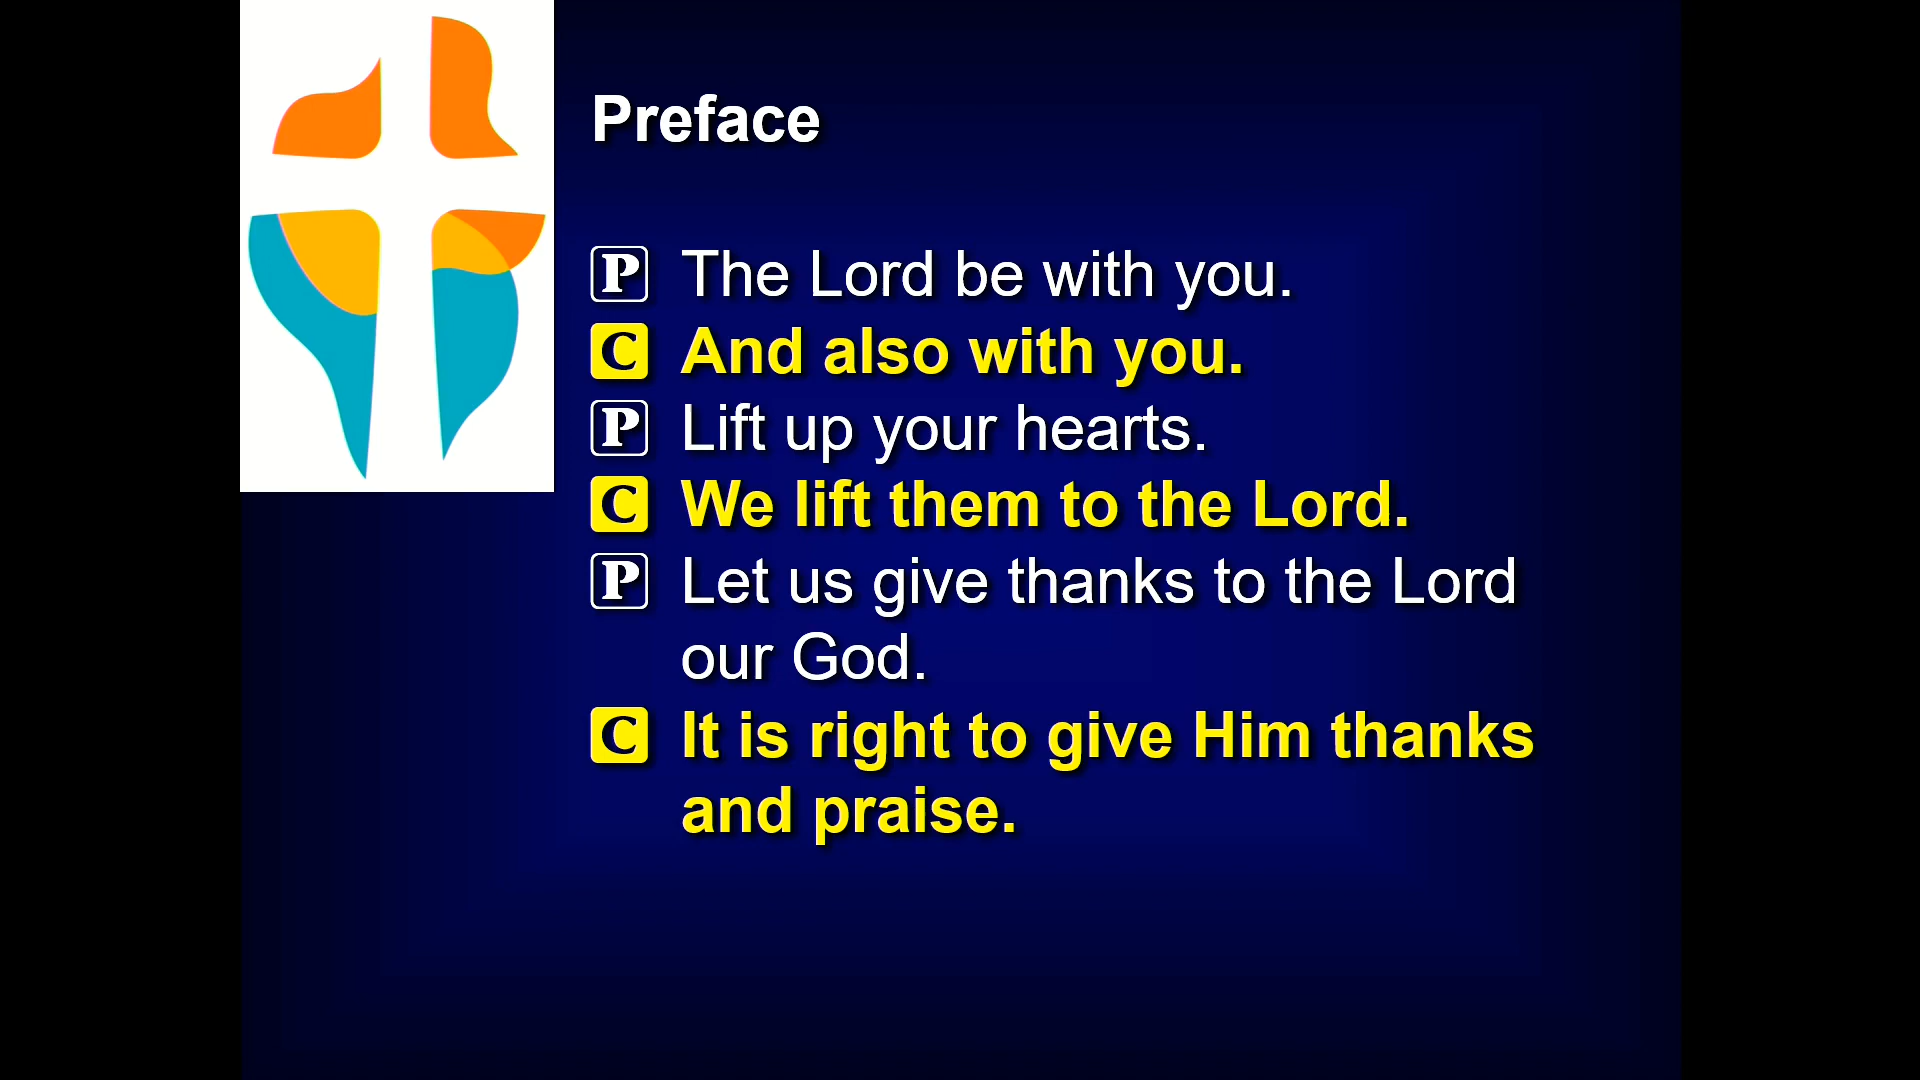 Preface
P The Lord be with you.
C And also with you.
P Lift up your hearts.
C We lift them to the Lord.
P Let us give thanks to the Lord
our God.
C It is right to give Him thanks
and praise.